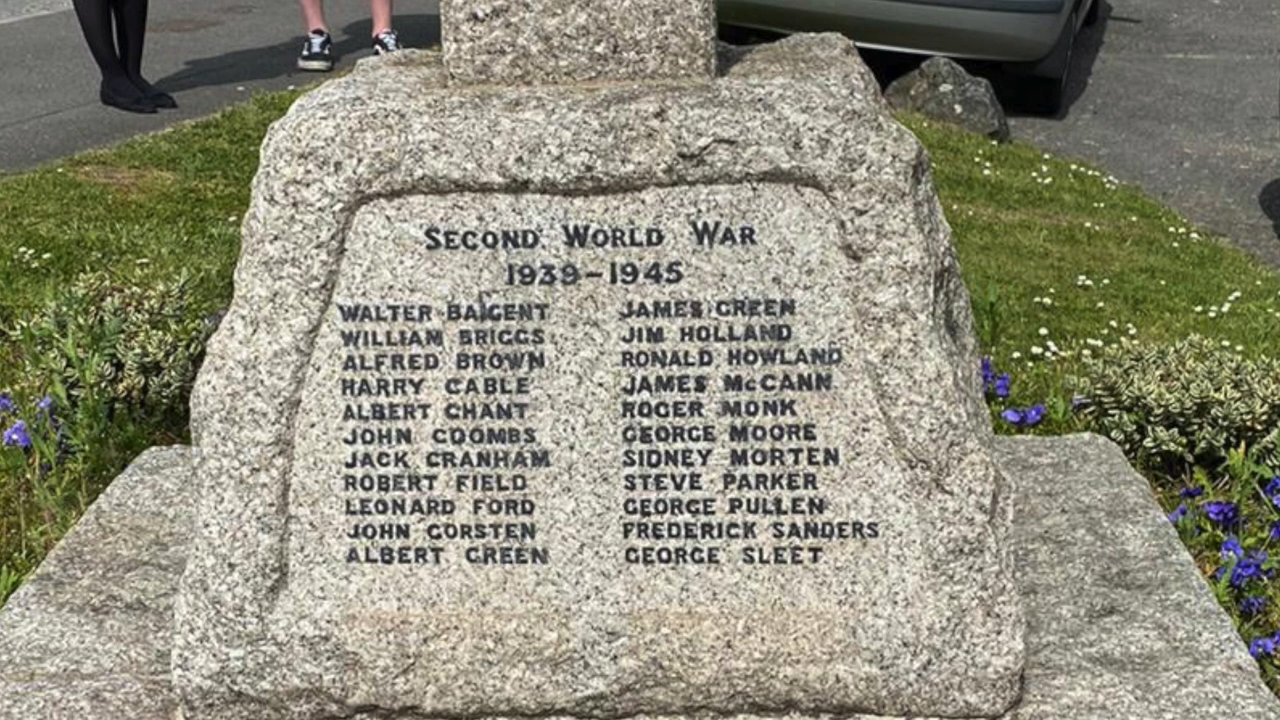 SECOND WORLD WAR
1939-1945
WALTER BAIGENT
WILLIAM BRIGGS
ALFRED BROWN
HARRY CABLE
ALBERT CHANT
JOHN COOMBS
JACK CRANHAM
ROBERT FIELD
LEONARD FORD
JOHN GORSTEN
ALBERT GREEN
JAMES GREEN
JIM HOLLAND
RONALD HOWLAND
JAMES McCANN
ROGER MONK
GEORGE MOORE
SIDNEY MORTEN
STEVE PARKER
GEORGE PULLEN
FREDERICK SANDERS
GEORGE SLEET